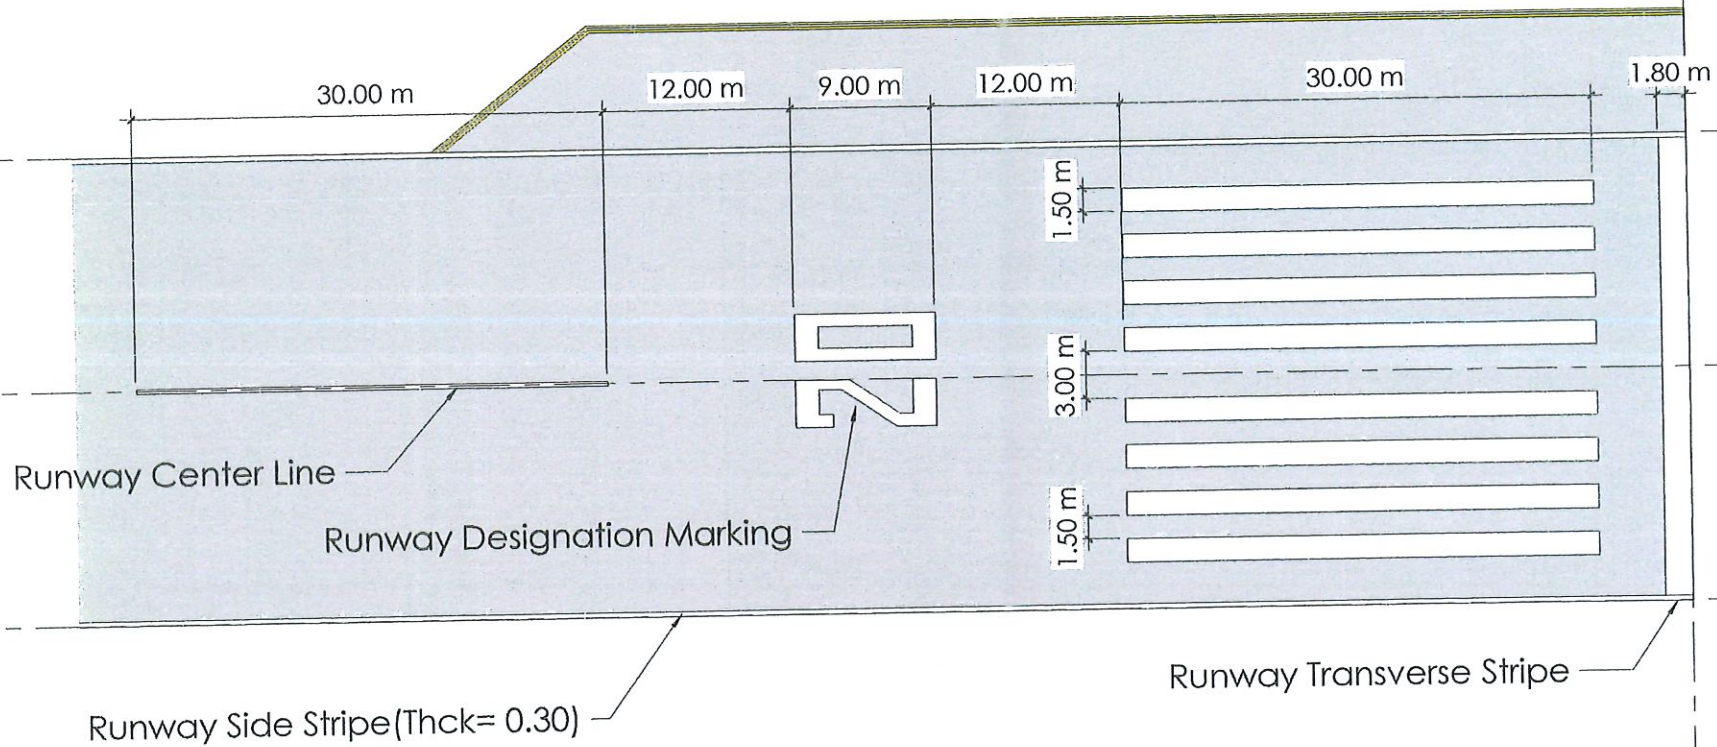 30.00 m
12.00 m
9.00 m
12.00 m
30.00 m
1.80 m
1.50 m
3.00 m
1.50 m
20
Runway Center Line
Runway Designation Marking
Runway Transverse Stripe
Runway Side Stripe(Thck= 0.30)